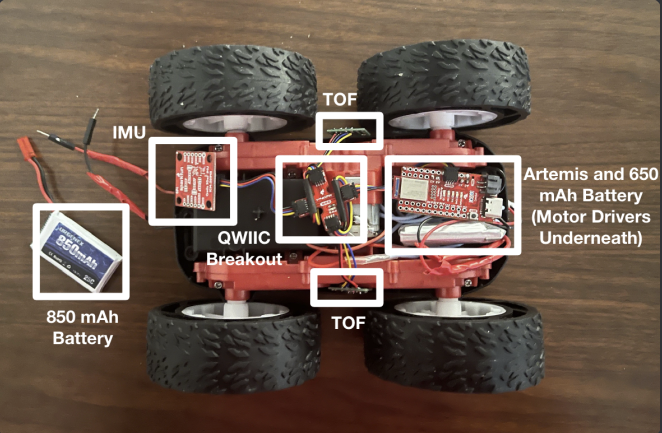 TOF
IMU
Artemis and 650
mAh Battery
(Motor Drivers
Underneath)
QWIIC
Breakout
850mAh
850 mAh
Battery
TOF